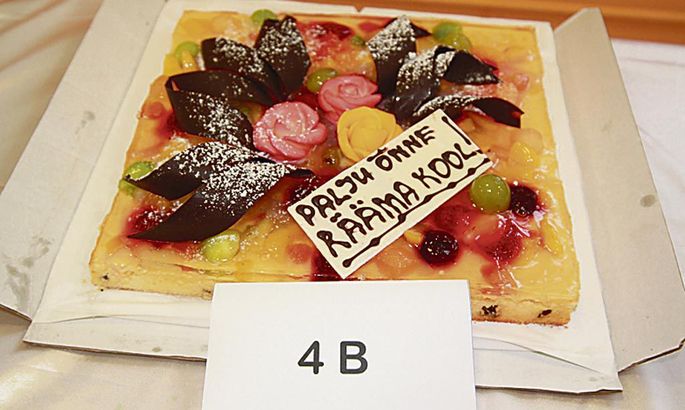 PALJU ÕNNE
RÄÄMA KOOL!
4 B